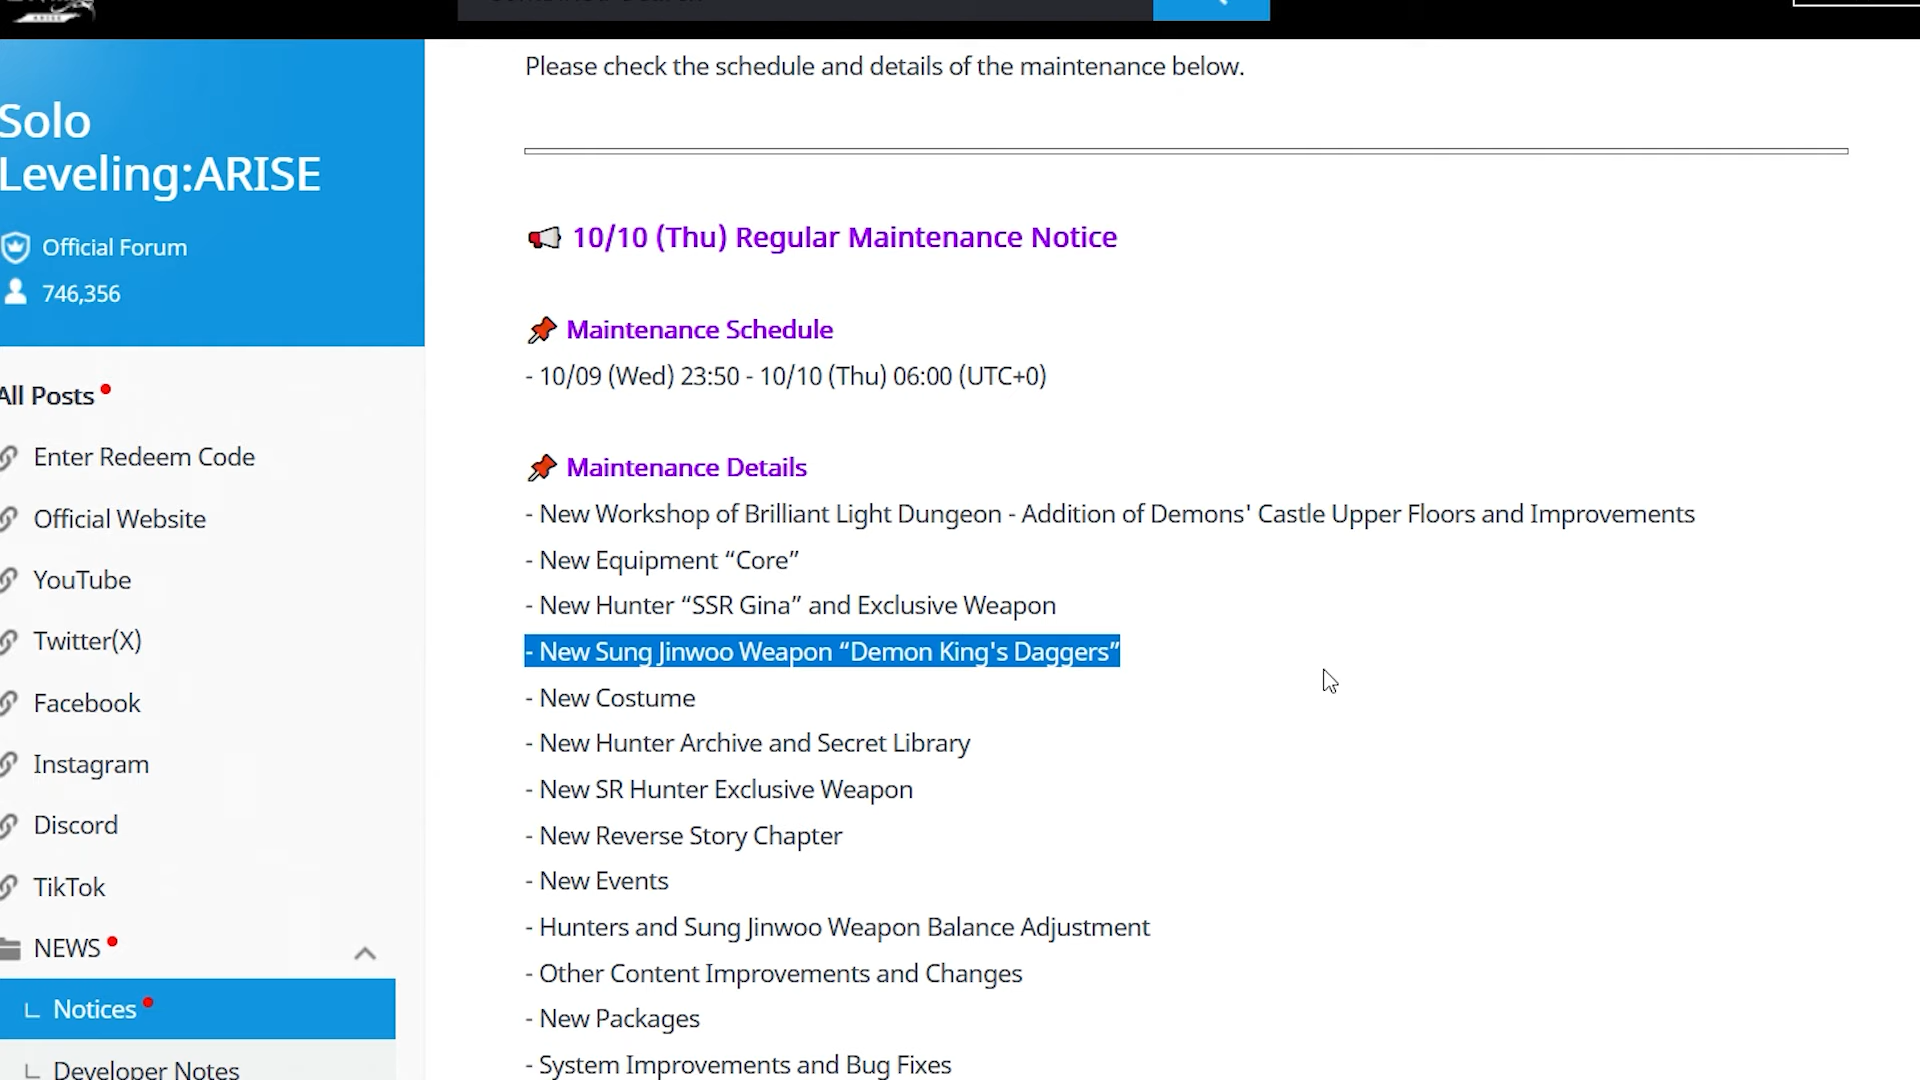 ARISE
Please check the schedule and details of the maintenance below.
Solo
Leveling:ARISE
Official Forum
746,356
10/10 (Thu) Regular Maintenance Notice
Maintenance Schedule
- 10/09 (Wed) 23:50 - 10/10 (Thu) 06:00 (UTC+0)
Maintenance Details
- New Workshop of Brilliant Light Dungeon - Addition of Demons' Castle Upper Floors and Improvements
- New Equipment “Core”
- New Hunter “SSR Gina” and Exclusive Weapon
- New Sung Jinwoo Weapon “Demon King's Daggers”
- New Costume
- New Hunter Archive and Secret Library
- New SR Hunter Exclusive Weapon
- New Reverse Story Chapter
- New Events
- Hunters and Sung Jinwoo Weapon Balance Adjustment
- Other Content Improvements and Changes
- New Packages
- System Improvements and Bug Fixes
All Posts
Enter Redeem Code
Official Website
YouTube
Twitter(X)
Facebook
Instagram
Discord
TikTok
NEWS
Notices
Developer Notes